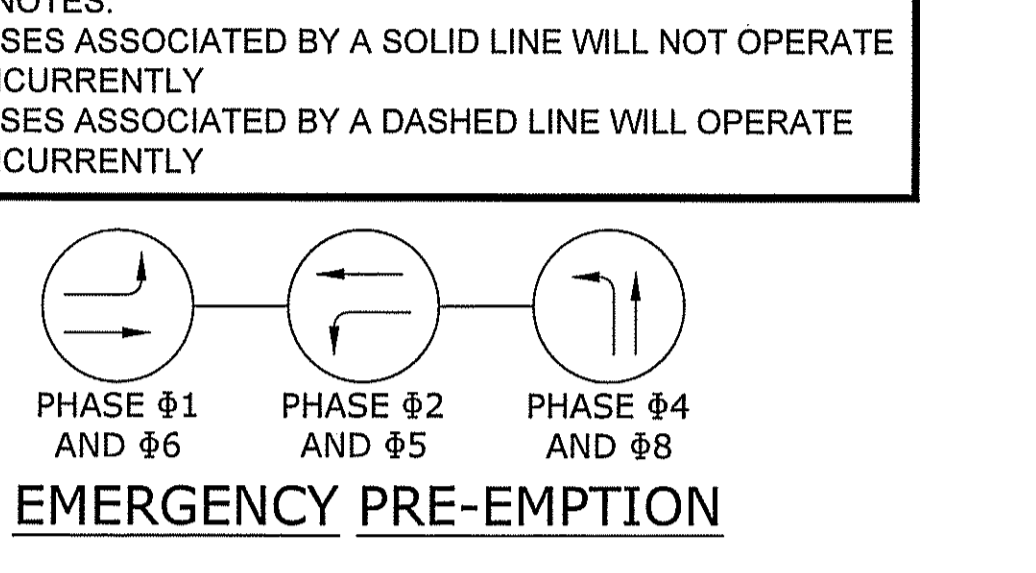 NOTES:
SES ASSOCIATED BY A SOLID LINE WILL NOT OPERATE
CURRENTLY
SES ASSOCIATED BY A DASHED LINE WILL OPERATE
CURRENTLY
PHASE Φ1
AND Φ6
PHASE Φ2
AND Φ5
PHASE Φ4
AND Φ8
EMERGENCY PRE-EMPTION